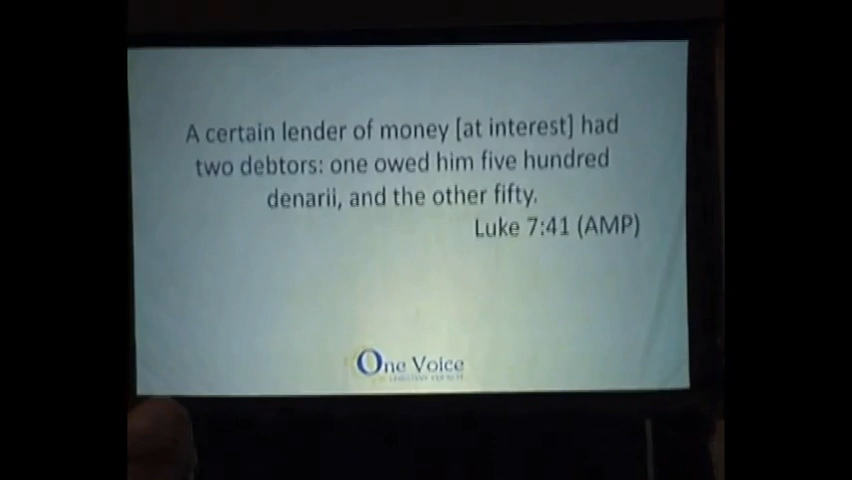 A certain lender of money [at interest] had
two debtors: one owed him five hundred
denarii, and the other fifty.
Luke 7:41 (AMP)
One Voice